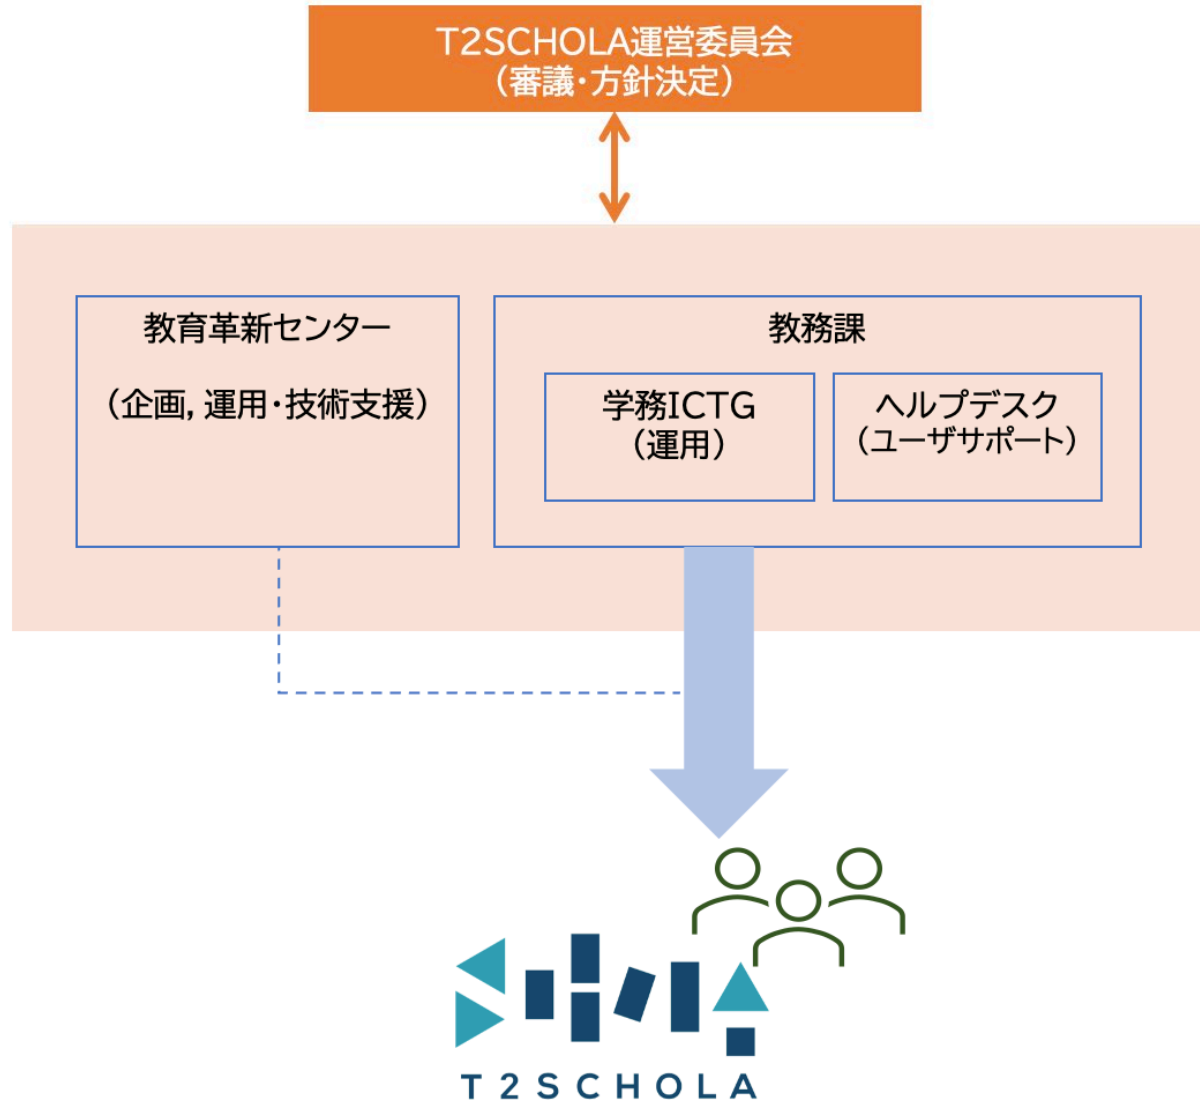 T2SCHOLA運営委員会
（審議・方針決定）
教育革新センター
（企画, 運用・技術支援）
教務課
学務ICTG
（運用）
ヘルプデスク
（ユーザサポート）
T2SCHOLA